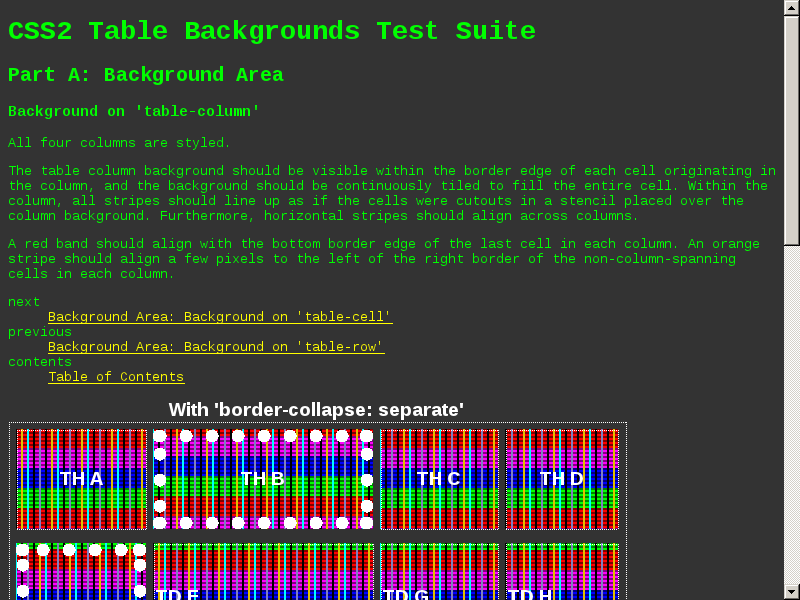 CSS2 Table Backgrounds Test Suite
Part A: Background Area
Background on 'table-column'
All four columns are styled.
The table column background should be visible within the border edge of each cell originating in
the column, and the background should be continuously tiled to fill the entire cell. Within the
column, all stripes should line up as if the cells were cutouts in a stencil placed over the
column background. Furthermore, horizontal stripes should align across columns.
A red band should align with the bottom border edge of the last cell in each column. An orange
stripe should align a few pixels to the left of the right border of the non-column-spanning
cells in each column.
next
Background Area: Background on 'table-cell'
previous
Background Area: Background on 'table-row'
contents
Table of Contents
With 'border-collapse: separate'
TH A TH B TH C TH D
TD F TD G TD H